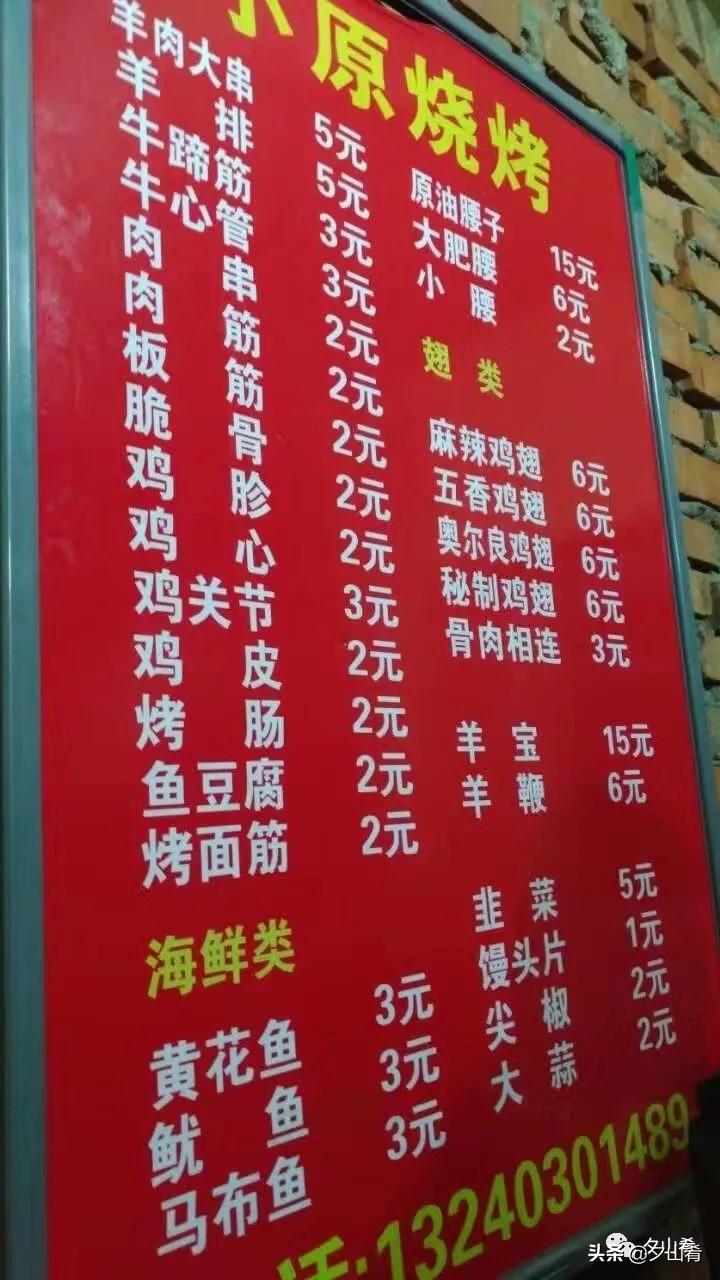 原烧烤
羊肉大串
羊排 5元
牛蹄筋 5元
牛心管 3元
肉串 3元
肉筋 2元
板筋 2元
脆骨 2元
鸡胗 2元
鸡心 2元
鸡关节 3元
鸡皮 2元
烤肠 2元
鱼豆腐 2元
烤面筋 2元
海鲜类
黄花鱼 3元
鱿鱼 3元
马布鱼 3元
原油腰子 15元
大肥腰 6元
小腰 2元
翅类
麻辣鸡翅 6元
五香鸡翅 6元
奥尔良鸡翅 6元
秘制鸡翅 6元
骨肉相连 3元
羊宝 15元
羊鞭 6元
韭菜 5元
馒头片 1元
尖椒 2元
大蒜 2元
话:13240301489
夕山肴
头条@夕山肴